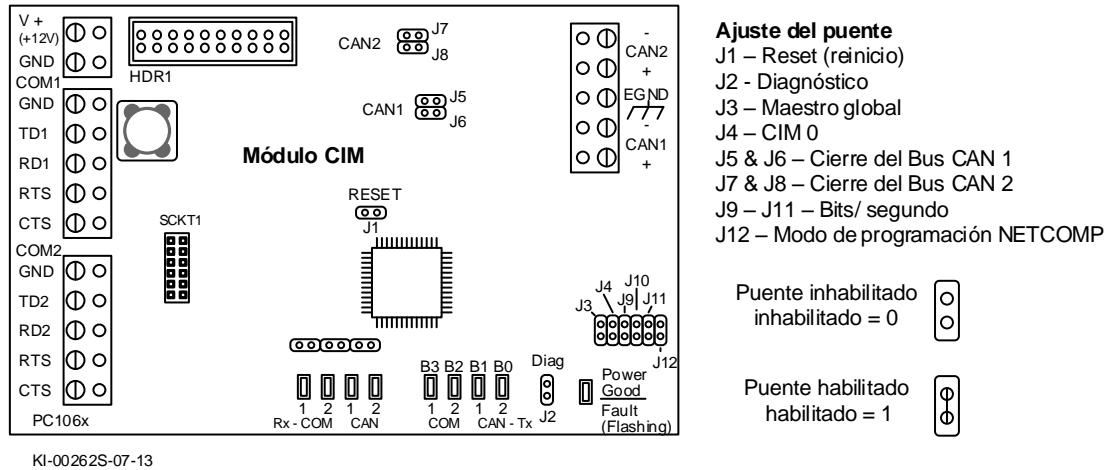 V +
(+12V)
GND
COM1
GND
TD1
RD1
RTS
CTS
COM2
GND
TD2
RD2
RTS
CTS
PC106x
HDR1
CAN2
J7
J8
CAN1
J5
J6
Módulo CIM
RESET
J1
SCKT1
-
CAN2
+
EGND
-
CAN1
+
J3
J4
J9
J10
J11
J12
B3 B2 B1 B0
Diag
J2
1 2 1 2
Rx - COM CAN
1 2 1 2
COM CAN - Tx
Power
Good
Fault
(Flashing)
KI-00262S-07-13
Ajuste del puente
J1 – Reset (reinicio)
J2 - Diagnóstico
J3 – Maestro global
J4 – CIM 0
J5 & J6 – Cierre del Bus CAN 1
J7 & J8 – Cierre del Bus CAN 2
J9 – J11 – Bits/ segundo
J12 – Modo de programación NETCOMP
Puente inhabilitado
inhabilitado = 0
Puente habilitado
habilitado = 1